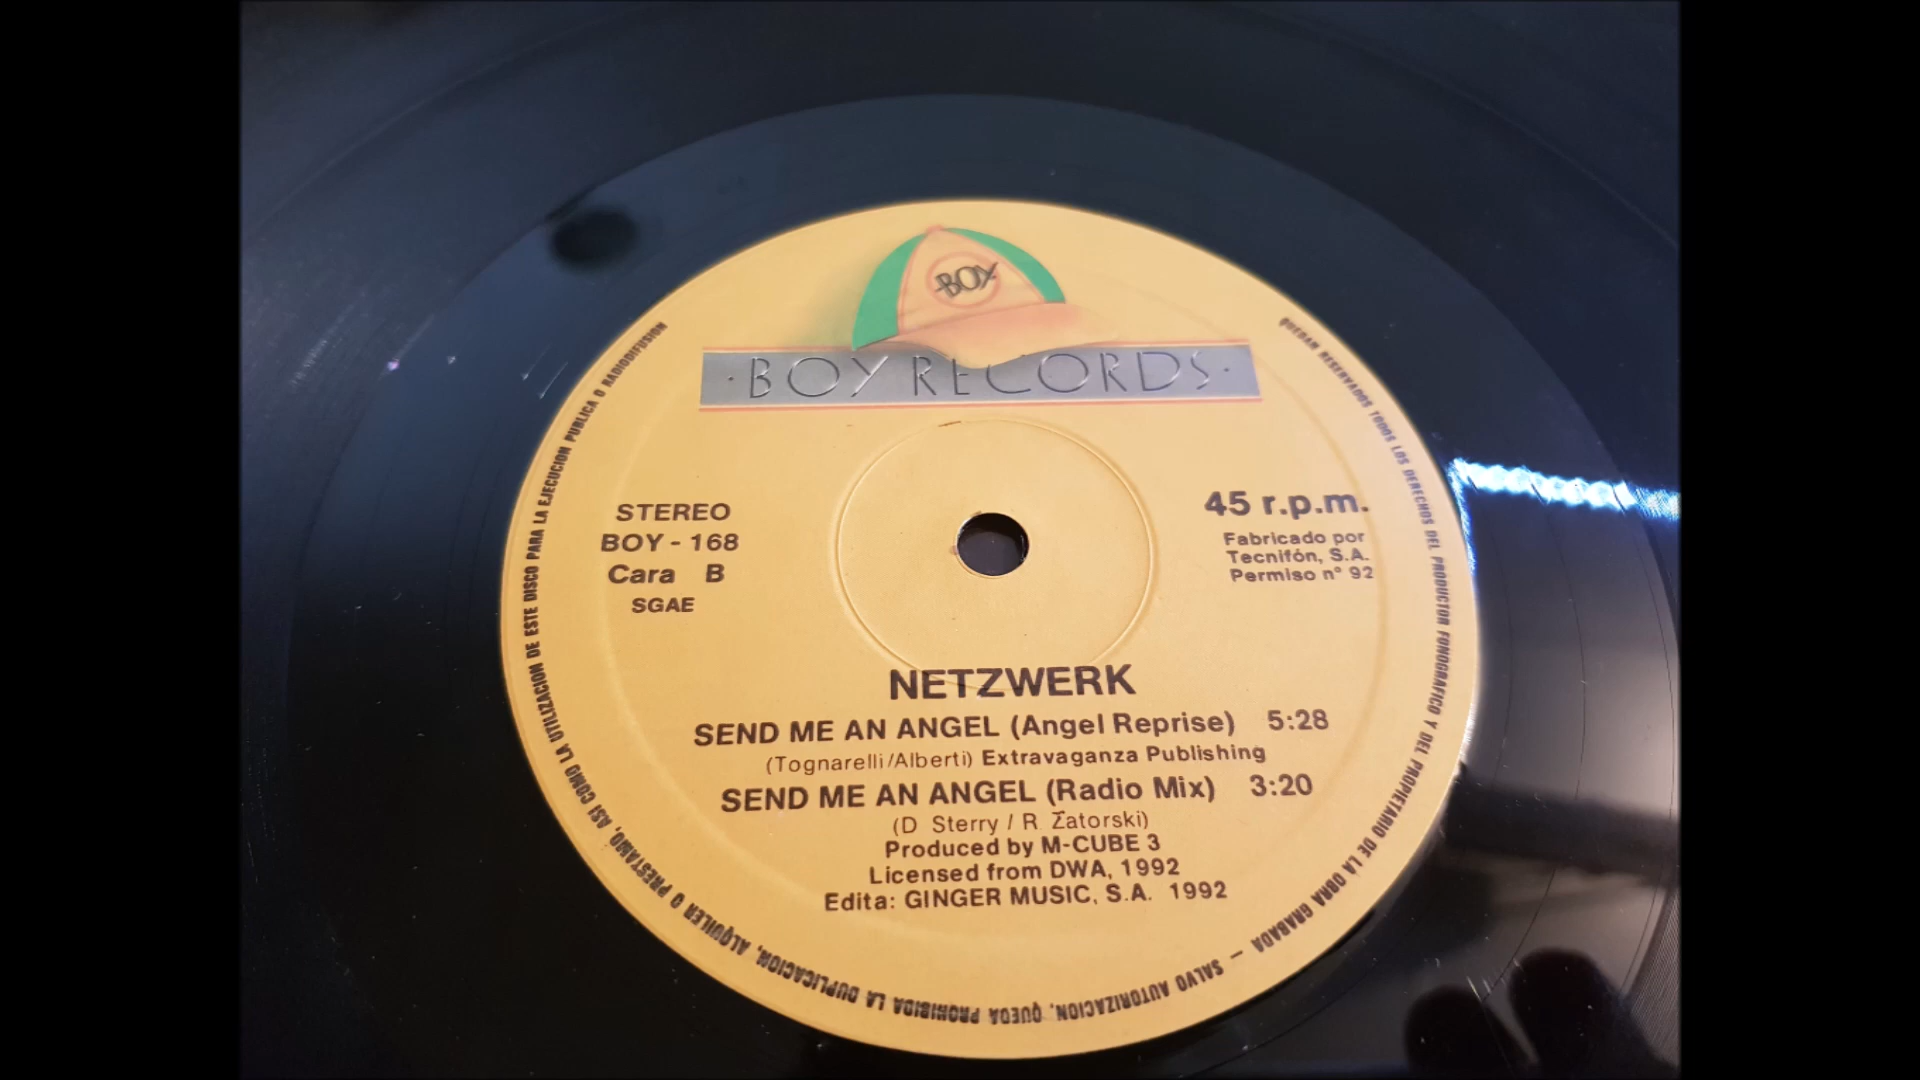 BOY
· BOY RECORDS ·
STEREO
BOY - 168
Cara B
SGAE
45 r.p.m.
Fabricado por
Tecnifón, S.A.
Permiso n° 92
NETZWERK
SEND ME AN ANGEL (Angel Reprise) 5:28
(Tognarelli/Alberti) Extravaganza Publishing
SEND ME AN ANGEL (Radio Mix) 3:20
(D Sterry / R. Zatorski)
Produced by M-CUBE 3
Licensed from DWA, 1992
Edita: GINGER MUSIC, S.A. 1992
QUEDAN RESERVADOS TODOS LOS DERECHOS DEL PRODUCTOR FONOGRAFICO Y DEL PROPIETARIO DE LA OBRA GRABADA — SALVO AUTORIZACION, QUEDA PROHIBIDA LA DUPLICACION, ALQUILER O PRESTAMO, ASI COMO LA UTILIZACION DE ESTE DISCO PARA LA EJECUCION PUBLICA O RADIODIFUSION